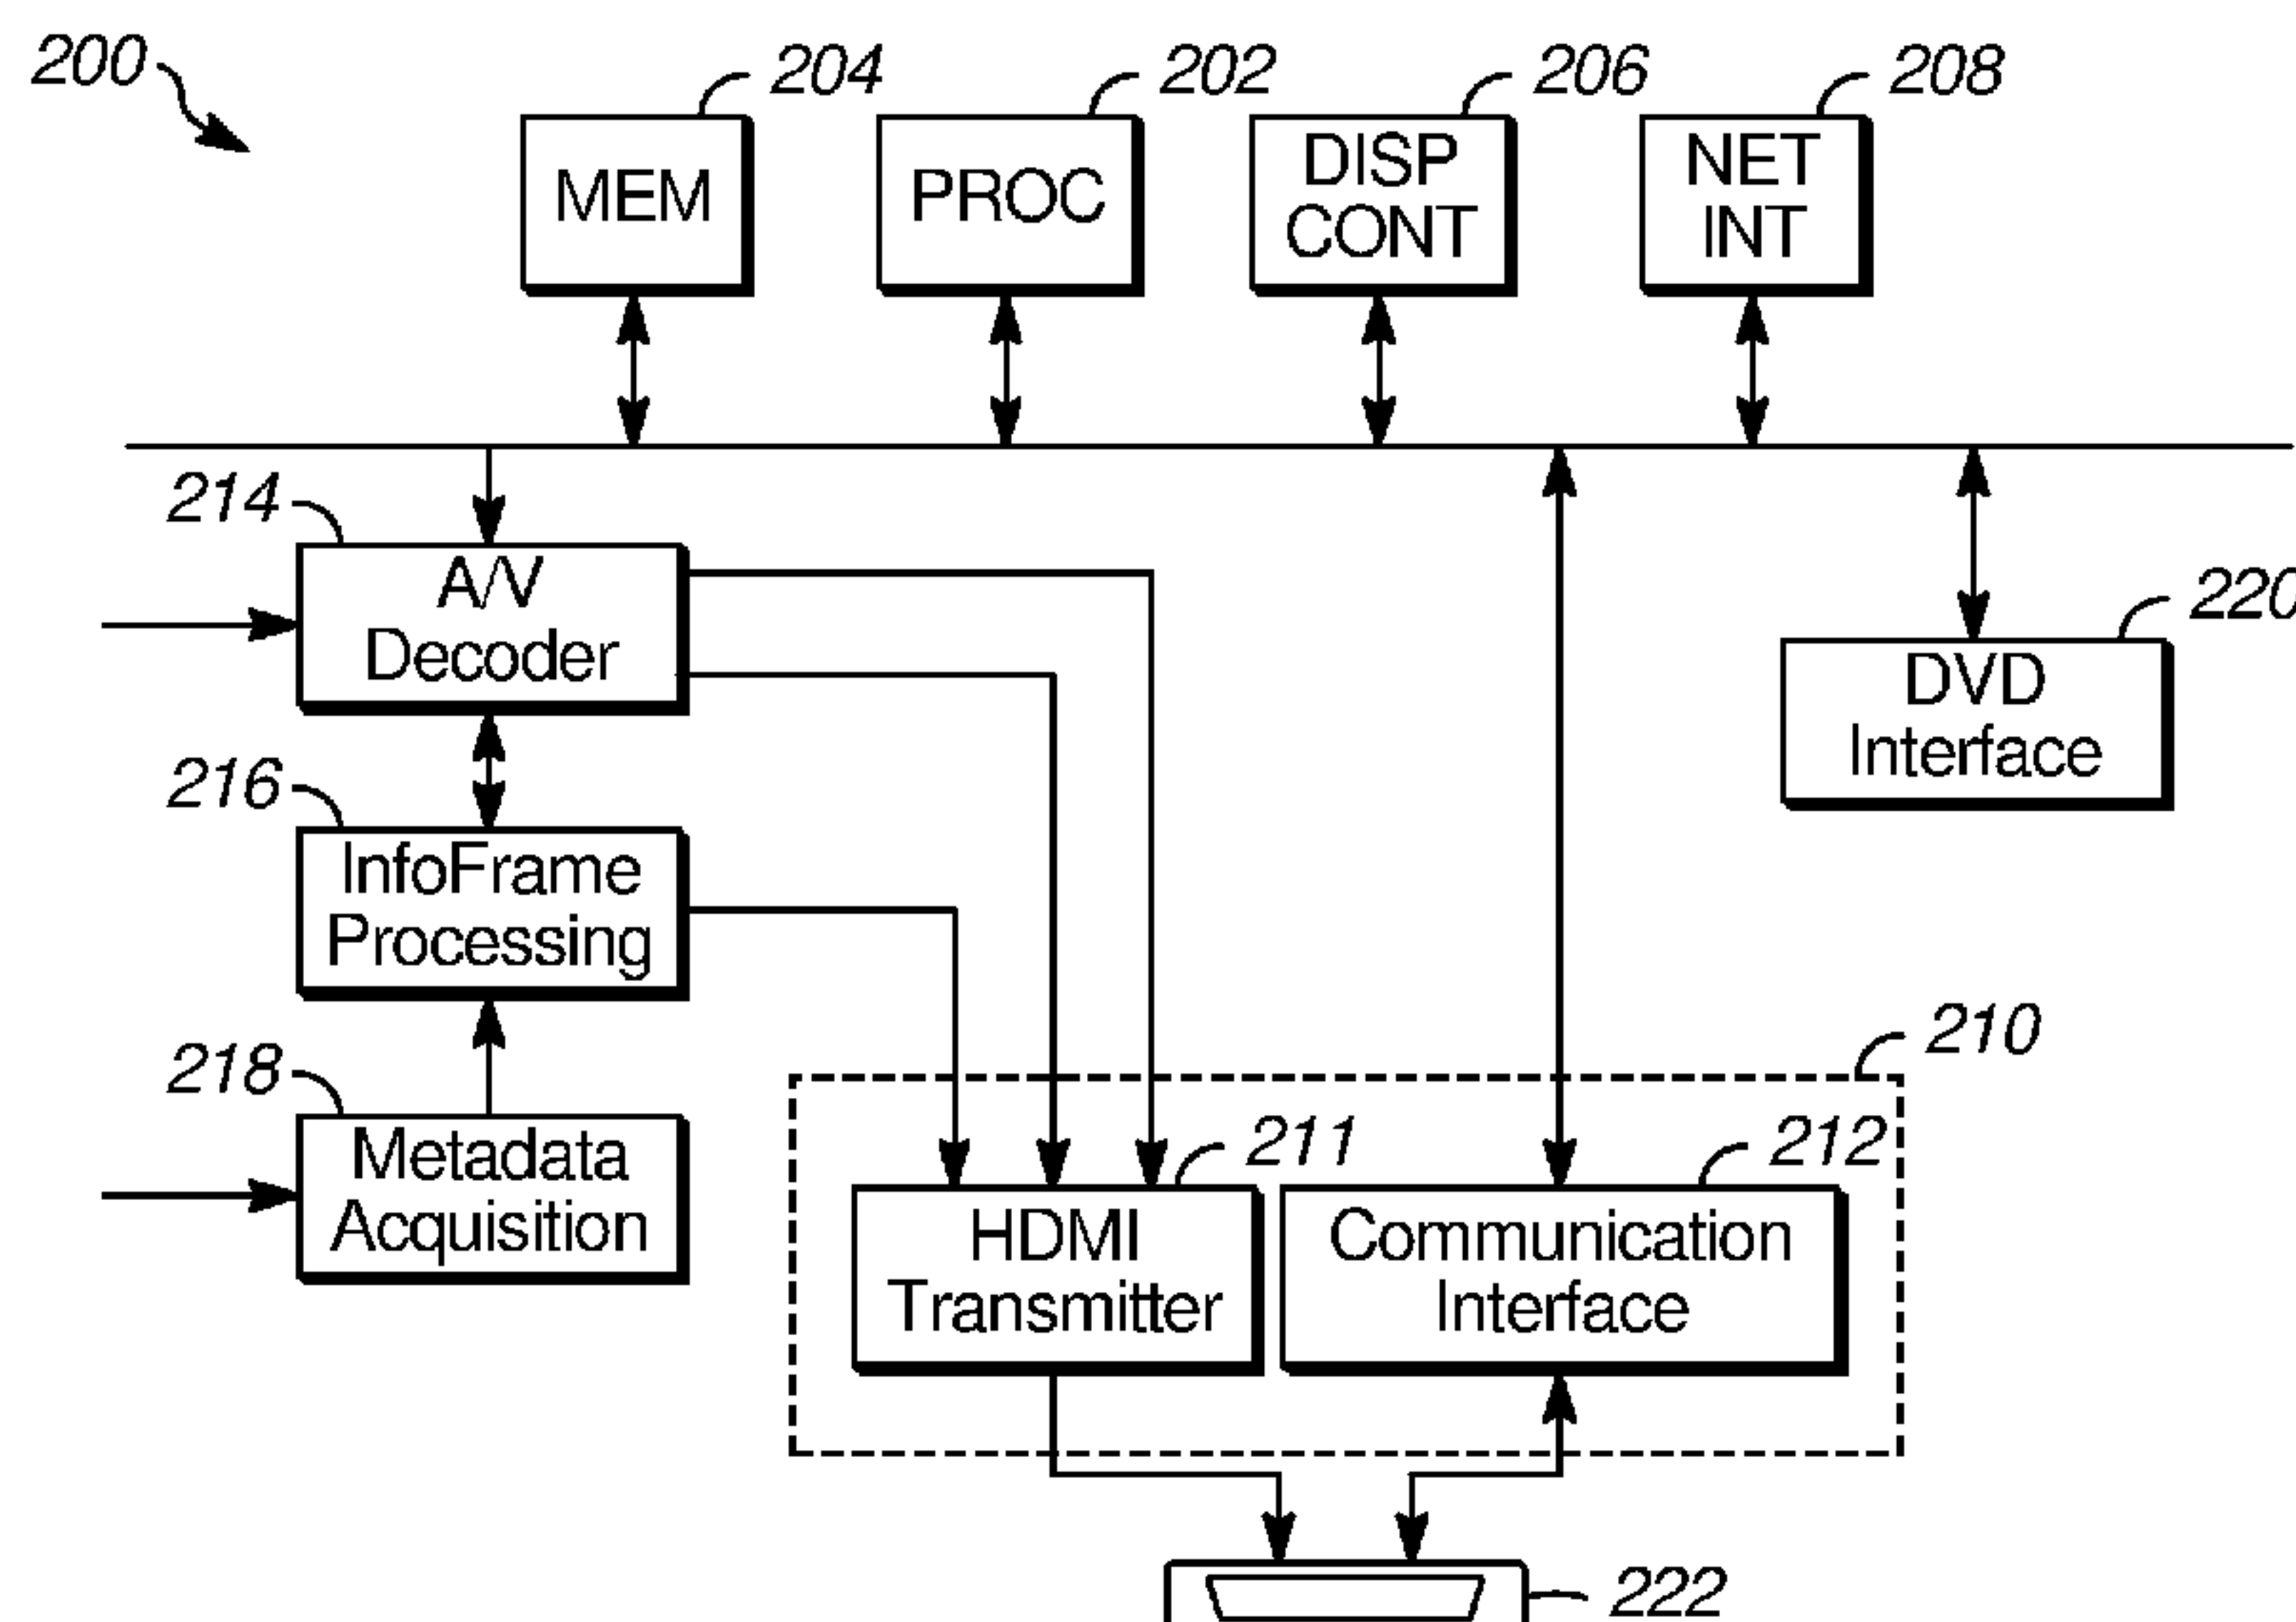 200
204
202
206
208
MEM
PROC
DISP
CONT
NET
INT
214
A/V
Decoder
220
DVD
Interface
216
InfoFrame
Processing
210
218
Metadata
Acquisition
211
212
HDMI
Transmitter
Communication
Interface
222